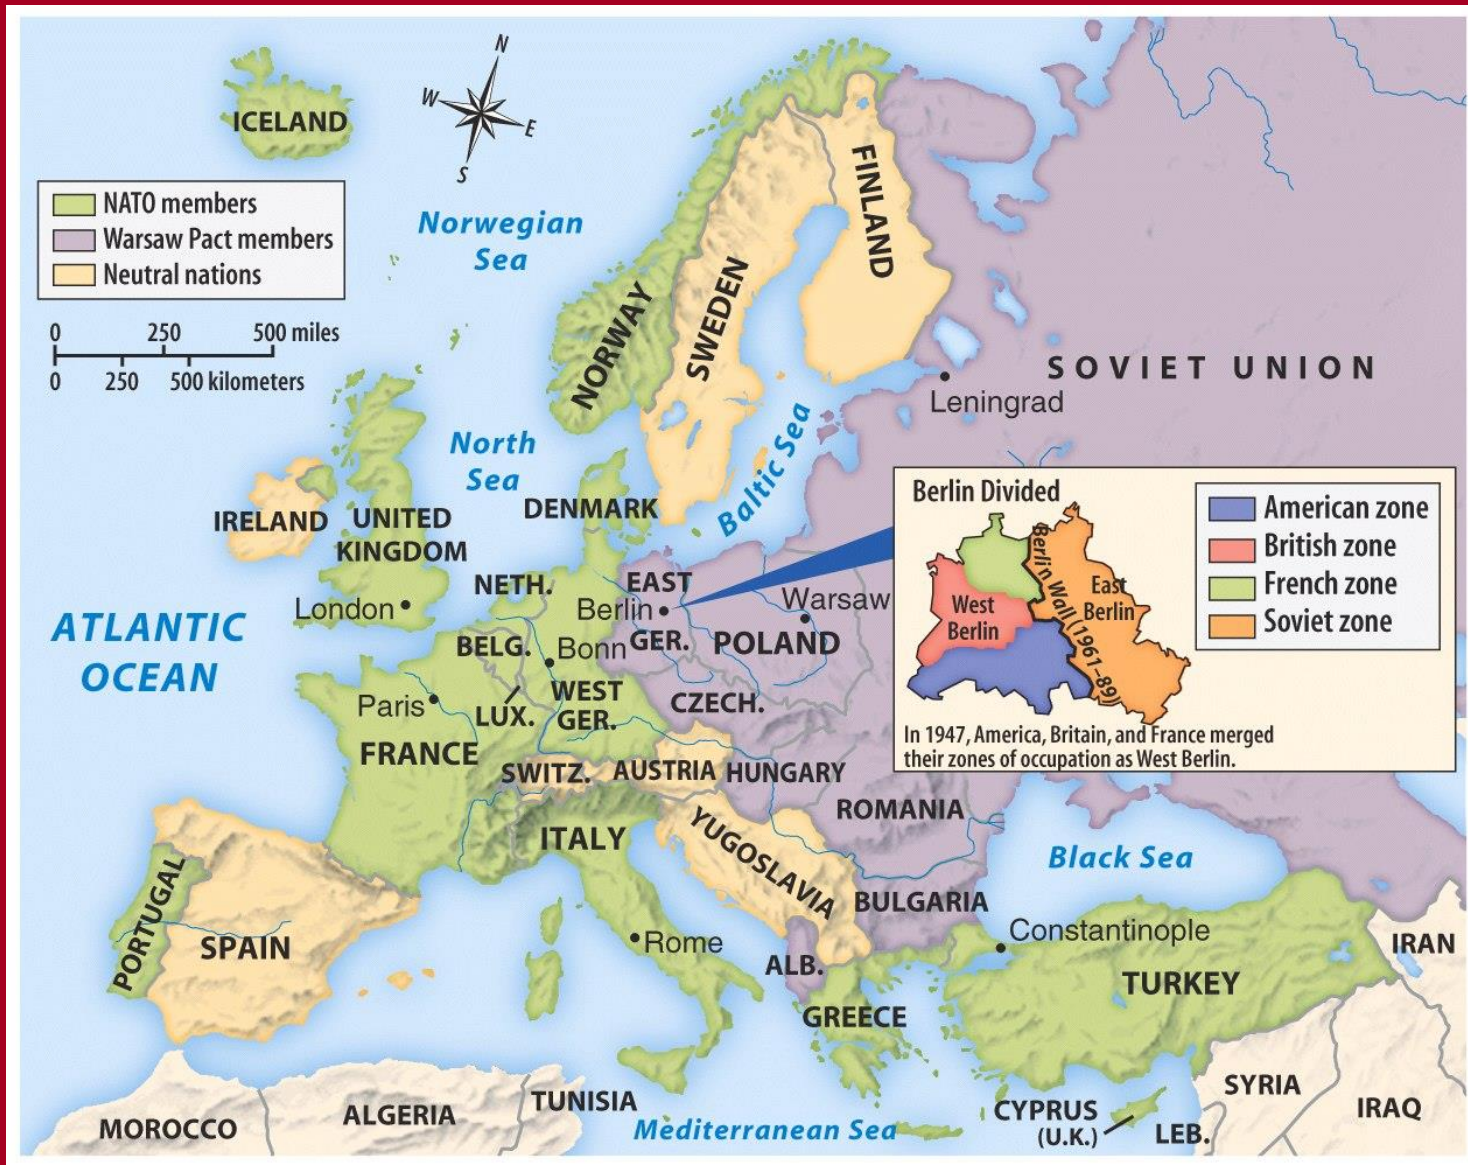 N
W
E
S
ICELAND
NATO members
Warsaw Pact members
Neutral nations
0 250 500 miles
0 250 500 kilometers
Norwegian
Sea
FINLAND
SWEDEN
NORWAY
SOVIET UNION
Leningrad
North
Sea
Baltic Sea
DENMARK
IRELAND
UNITED
KINGDOM
London
NETH.
EAST
GER.
Berlin
Warsaw
POLAND
ATLANTIC
OCEAN
BELG.
Bonn
Paris
LUX.
WEST
GER.
CZECH.
FRANCE
SWITZ.
AUSTRIA
HUNGARY
ROMANIA
ITALY
YUGOSLAVIA
BULGARIA
Black Sea
PORTUGAL
SPAIN
Rome
ALB.
GREECE
Constantinople
TURKEY
IRAN
MOROCCO
ALGERIA
TUNISIA
Mediterranean Sea
CYPRUS
(U.K.)
LEB.
SYRIA
IRAQ
Berlin Divided
West
Berlin
East
Berlin
Berlin Wall (1961–89)
American zone
British zone
French zone
Soviet zone
In 1947, America, Britain, and France merged
their zones of occupation as West Berlin.